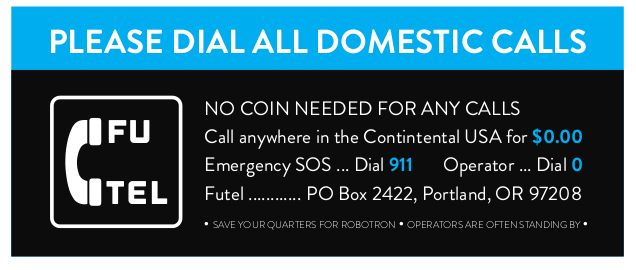 PLEASE DIAL ALL DOMESTIC CALLS
FU
TEL
NO COIN NEEDED FOR ANY CALLS
Call anywhere in the Contintental USA for $0.00
Emergency SOS ... Dial 911 Operator ... Dial 0
Futel ............ PO Box 2422, Portland, OR 97208
• SAVE YOUR QUARTERS FOR ROBOTRON • OPERATORS ARE OFTEN STANDING BY •